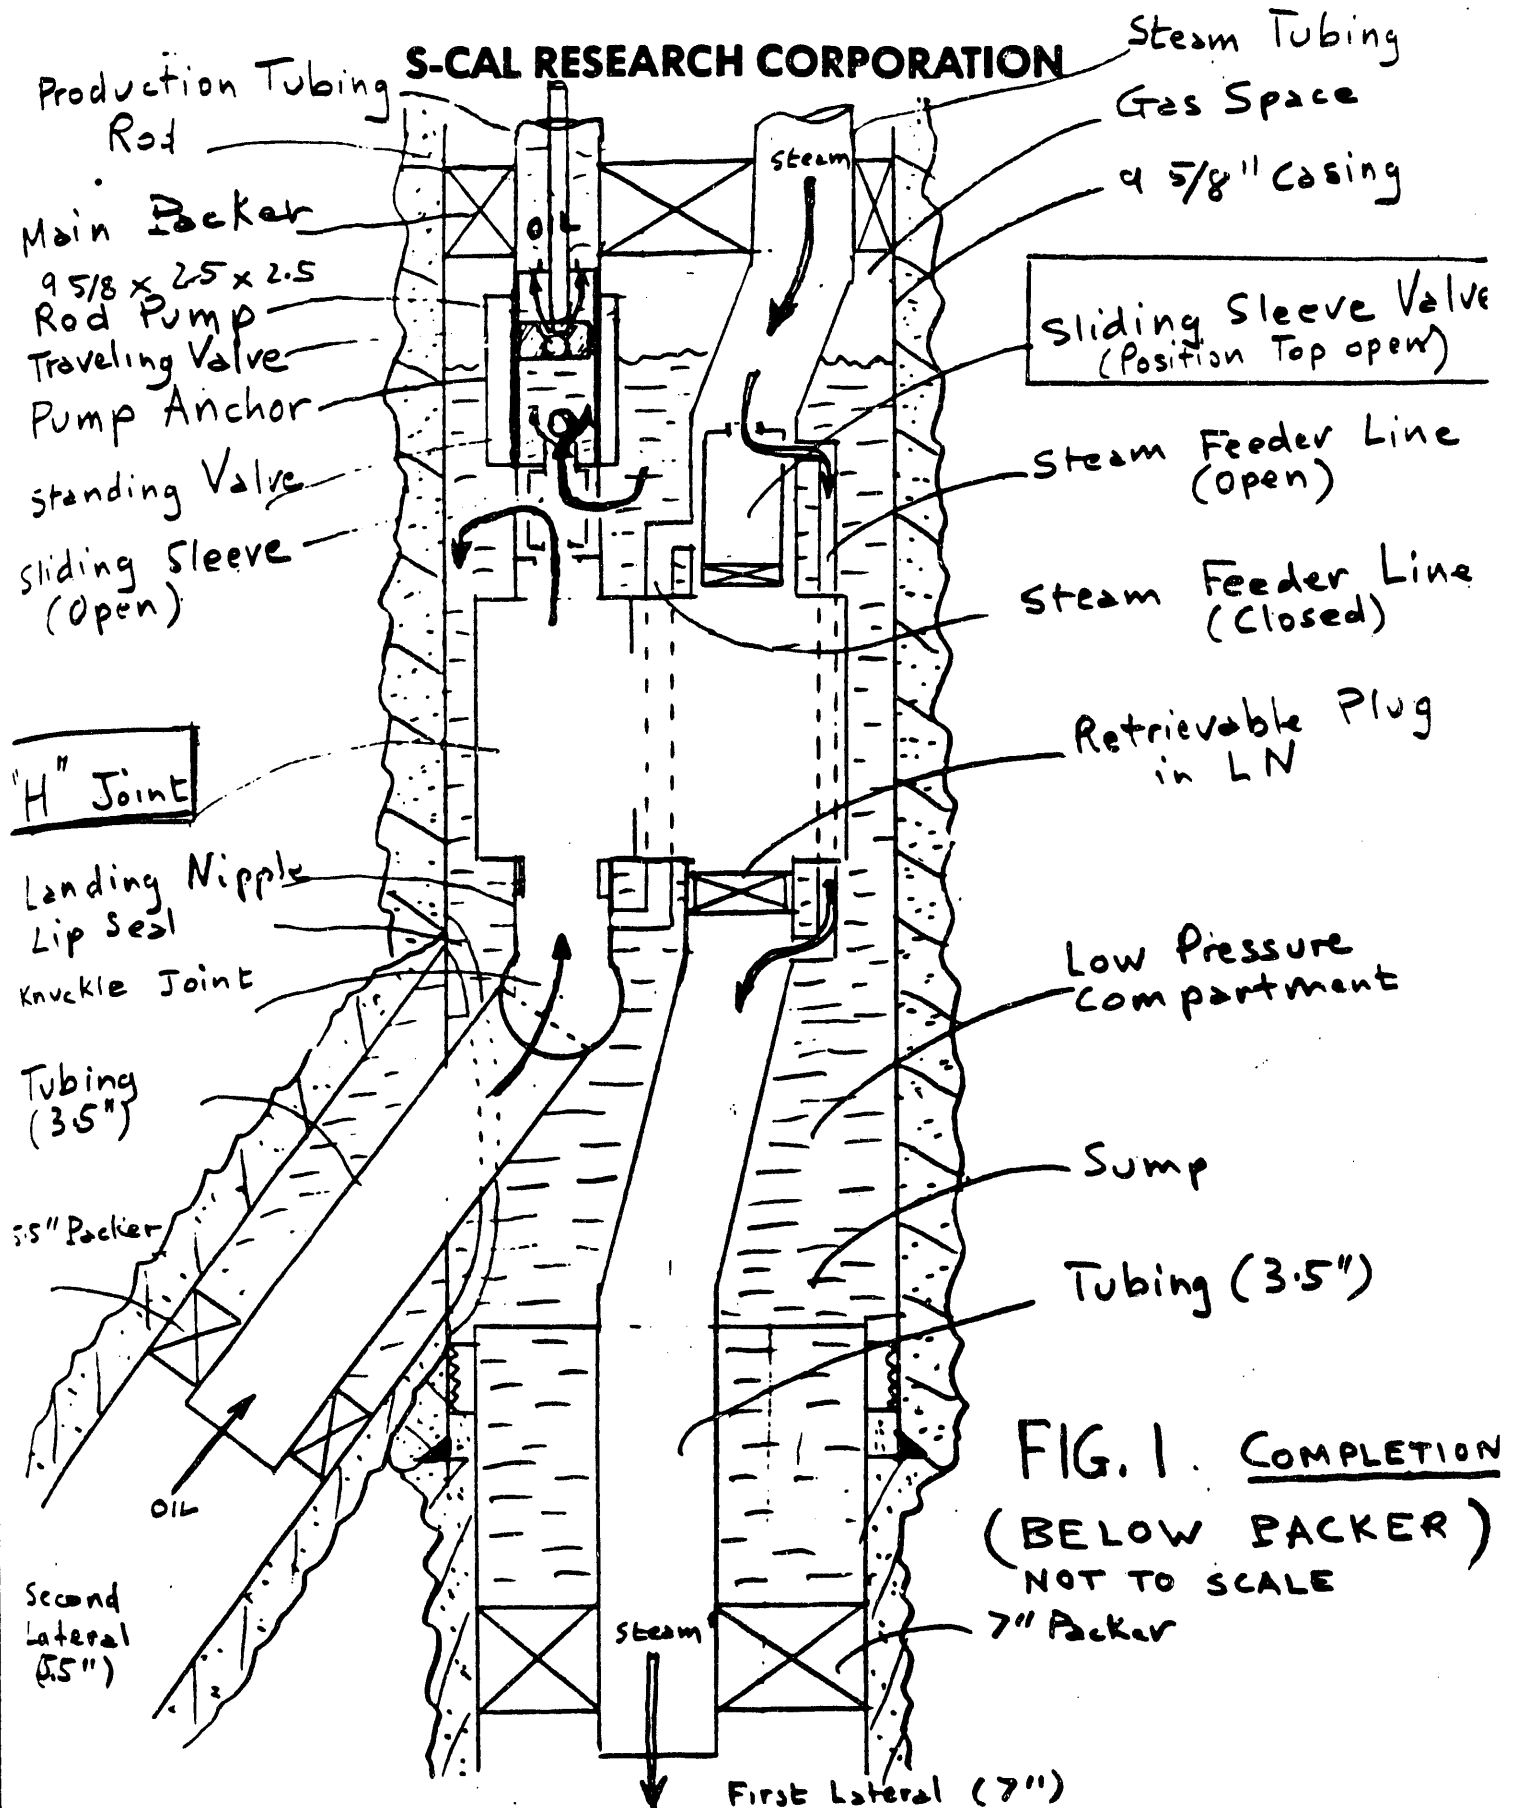 S-CAL RESEARCH CORPORATION
Production Tubing
Rod
Main Packer
9 5/8 x 2.5 x 2.5
Rod Pump
Traveling Valve
Pump Anchor
Standing Valve
Sliding Sleeve
(Open)
"H" Joint
Landing Nipple
Lip Seal
Knuckle Joint
Tubing
(3.5")
5.5" Packer
OIL
Second
Lateral
(5.5")
OIL
Steam
Steam Tubing
Gas Space
9 5/8" Casing
Sliding Sleeve Valve
(Position Top open)
Steam Feeder Line
(Open)
Steam Feeder Line
(Closed)
Retrievable Plug
in LN
Low Pressure
Compartment
Sump
Tubing (3.5")
FIG. 1. COMPLETION
(BELOW PACKER)
NOT TO SCALE
7" Packer
Steam
First Lateral (7")